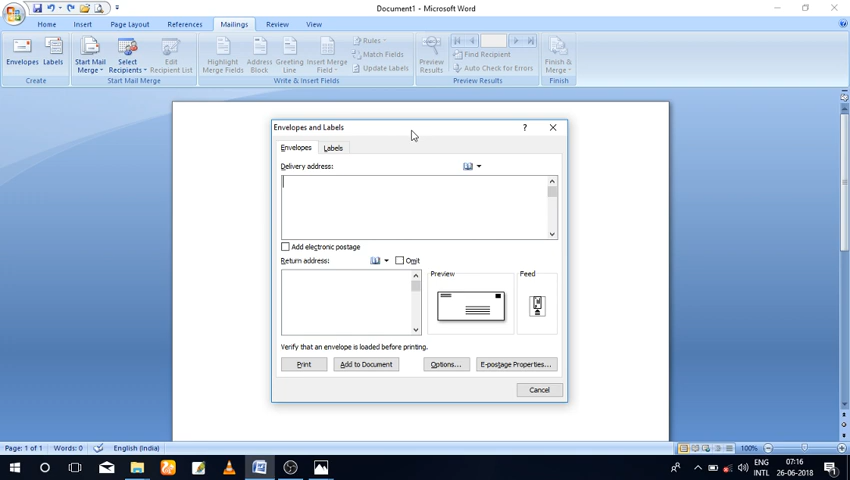 Document1 - Microsoft Word
Home Insert Page Layout References Mailings Review View
Envelopes Labels
Create
Start Mail Merge Select Recipients Edit Recipient List
Start Mail Merge
Highlight Merge Fields Address Block Greeting Line Insert Merge Field
Rules
Match Fields
Update Labels
Write & Insert Fields
Preview Results
Find Recipient
Auto Check for Errors
Preview Results
Finish & Merge
Finish
Envelopes and Labels ?
Envelopes Labels
Delivery address:
Add electronic postage
Return address: Omit
Preview Feed
Verify that an envelope is loaded before printing.
Print Add to Document Options... E-postage Properties...
Cancel
Page: 1 of 1 Words: 0 English (India) 100%
ENG 07:16
INTL 26-06-2018